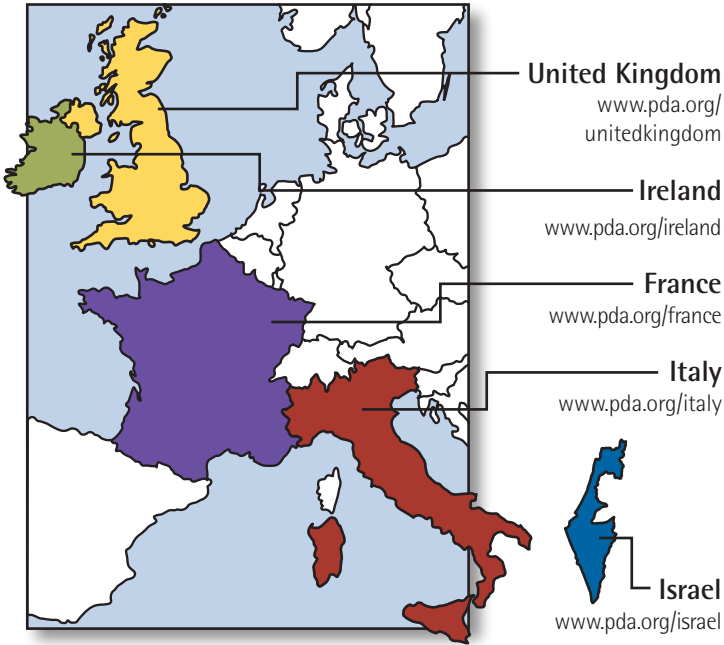 United Kingdom
www.pda.org/
unitedkingdom
Ireland
www.pda.org/ireland
France
www.pda.org/france
Italy
www.pda.org/italy
Israel
www.pda.org/israel